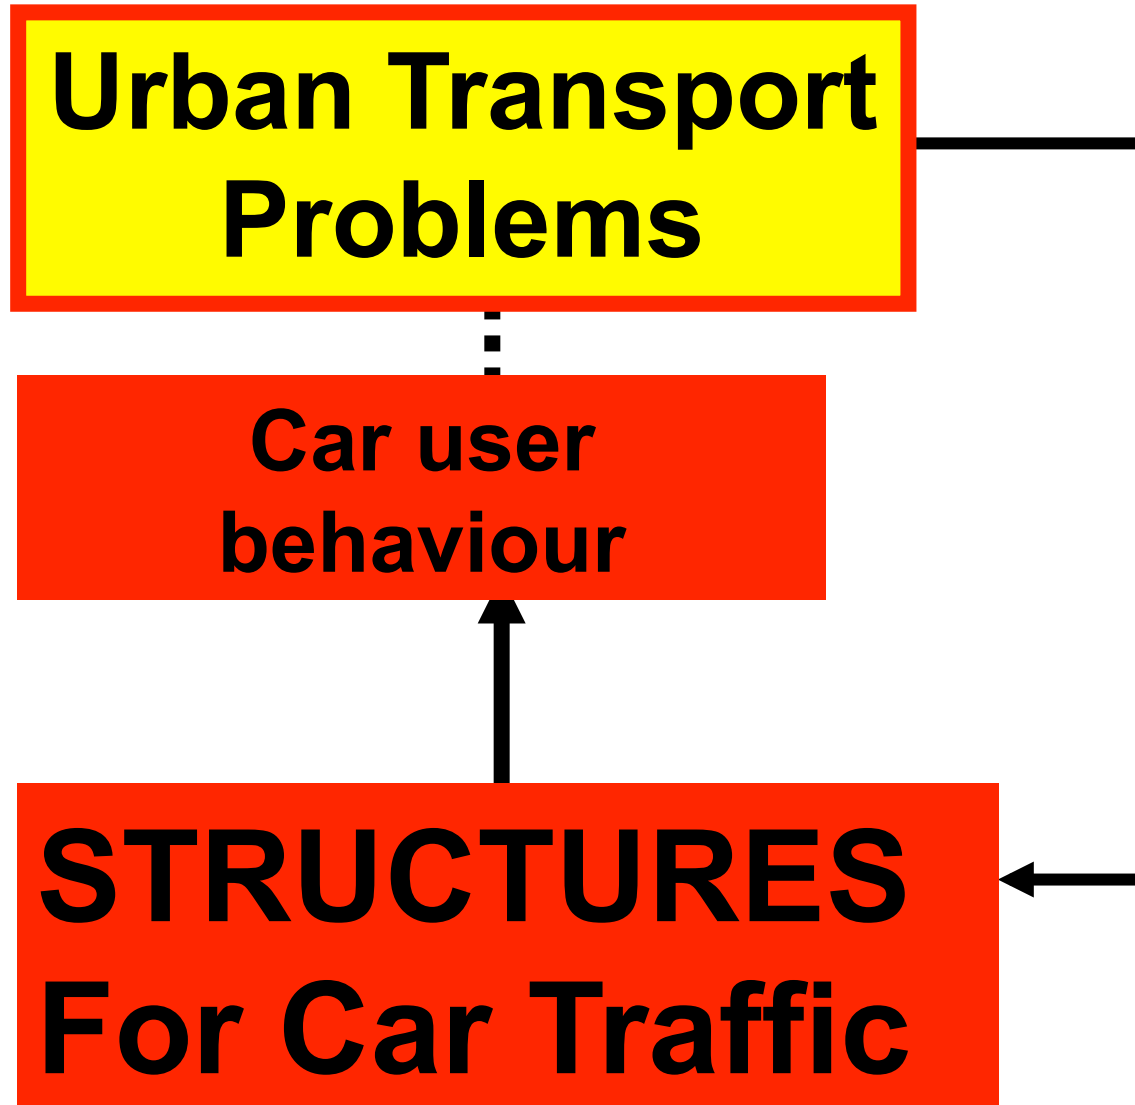 Urban Transport
Problems
Car user
behaviour
STRUCTURES
For Car Traffic